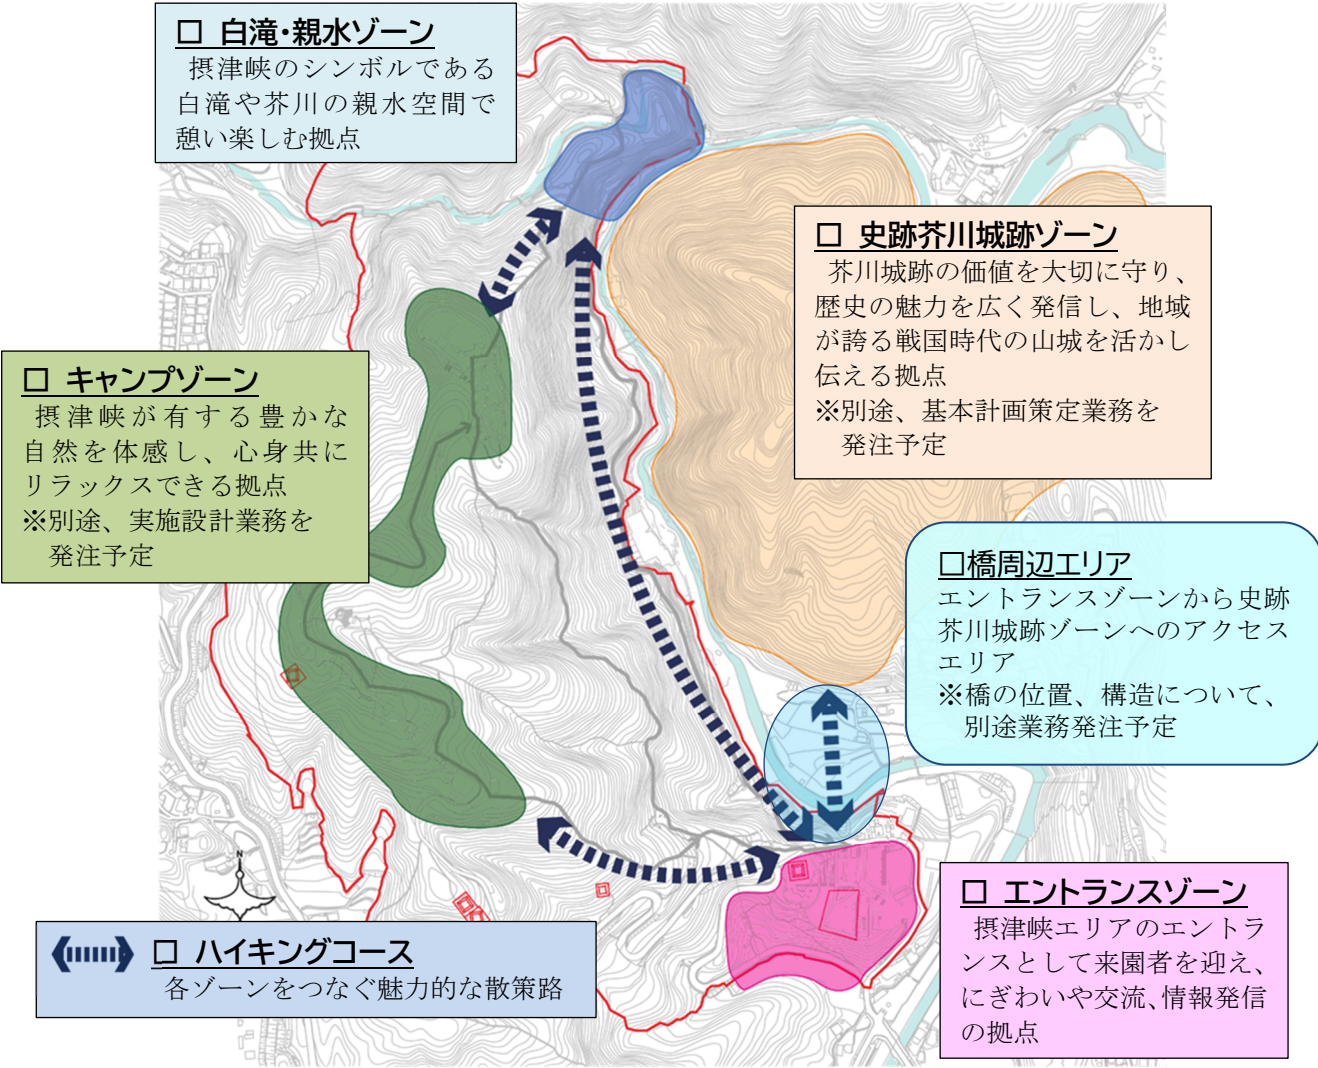 □ 白滝・親水ゾーン
摂津峡のシンボルである
白滝や芥川の親水空間で
憩い楽しむ拠点
□ 史跡芥川城跡ゾーン
芥川城跡の価値を大切に守り、
歴史の魅力を広く発信し、地域
が誇る戦国時代の山城を活かし
伝える拠点
※別途、基本計画策定業務を
発注予定
□ キャンプゾーン
摂津峡が有する豊かな
自然を体感し、心身共に
リラックスできる拠点
※別途、実施設計業務を
発注予定
□橋周辺エリア
エントランスゾーンから史跡
芥川城跡ゾーンへのアクセス
エリア
※橋の位置、構造について、
別途業務発注予定
□ エントランスゾーン
摂津峡エリアのエントラ
ンスとして来園者を迎え、
にぎわいや交流、情報発信
の拠点
N
□ ハイキングコース
各ゾーンをつなぐ魅力的な散策路